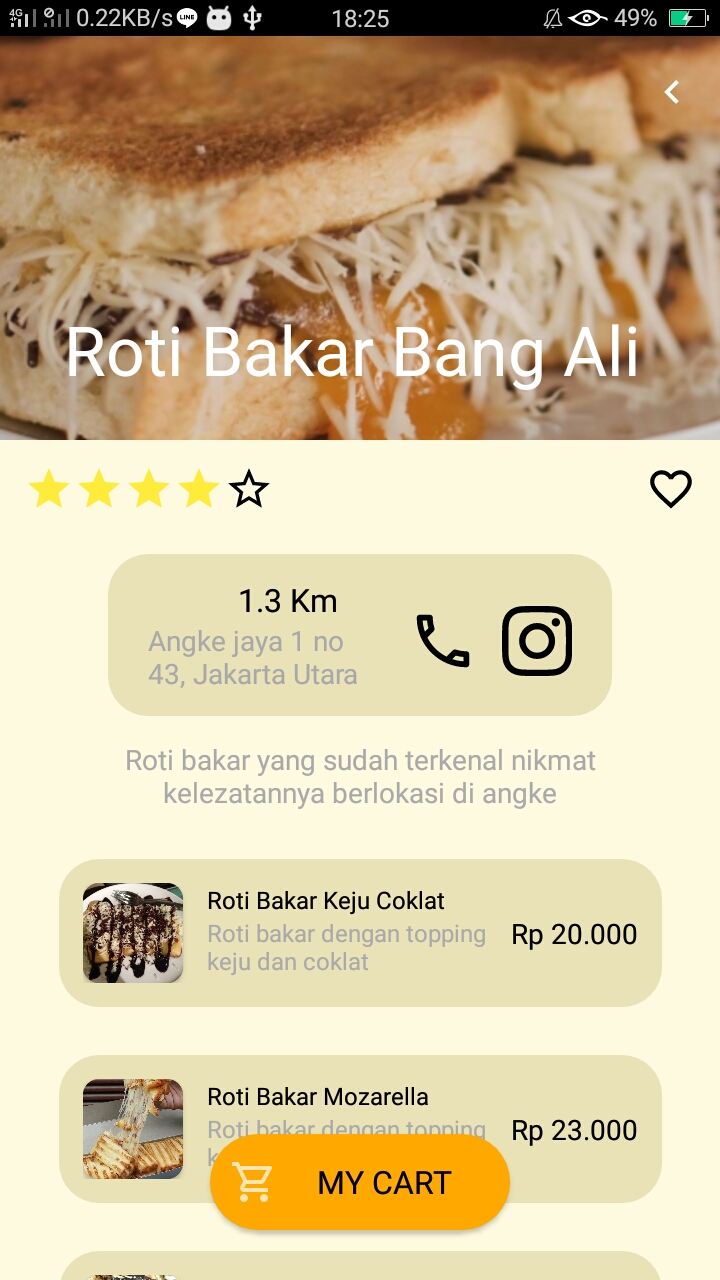 4G 0.22KB/s LINE 18:25 49%
Roti Bakar Bang Ali
1.3 Km
Angke jaya 1 no
43, Jakarta Utara
Roti bakar yang sudah terkenal nikmat
kelezatannya berlokasi di angke
Roti Bakar Keju Coklat
Roti bakar dengan topping
keju dan coklat
Rp 20.000
Roti Bakar Mozarella
Roti bakar dengan topping
Rp 23.000
MY CART